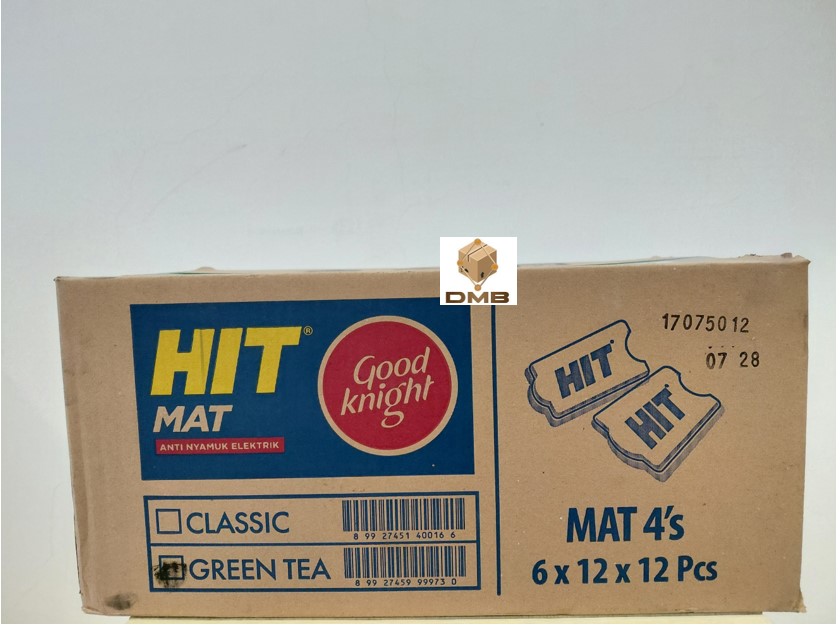 DMB
HIT®
MAT
ANTI NYAMUK ELEKTRIK
Good
knight
CLASSIC
8 99 27451 40016 6
GREEN TEA
8 99 27459 99973 0
17075012
07 28
HIT
HIT
MAT 4's
6 x 12 x 12 Pcs